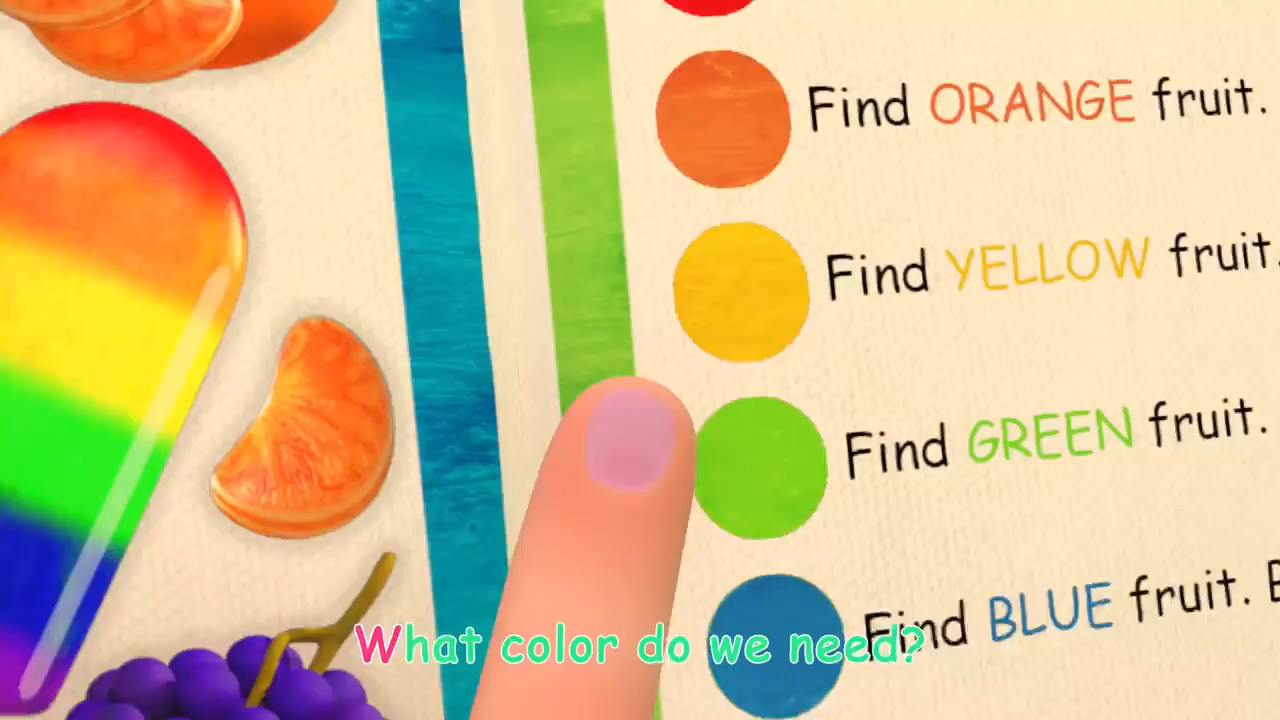 Find ORANGE fruit.
Find YELLOW fruit.
Find GREEN fruit.
Find BLUE fruit.
What color do we need?